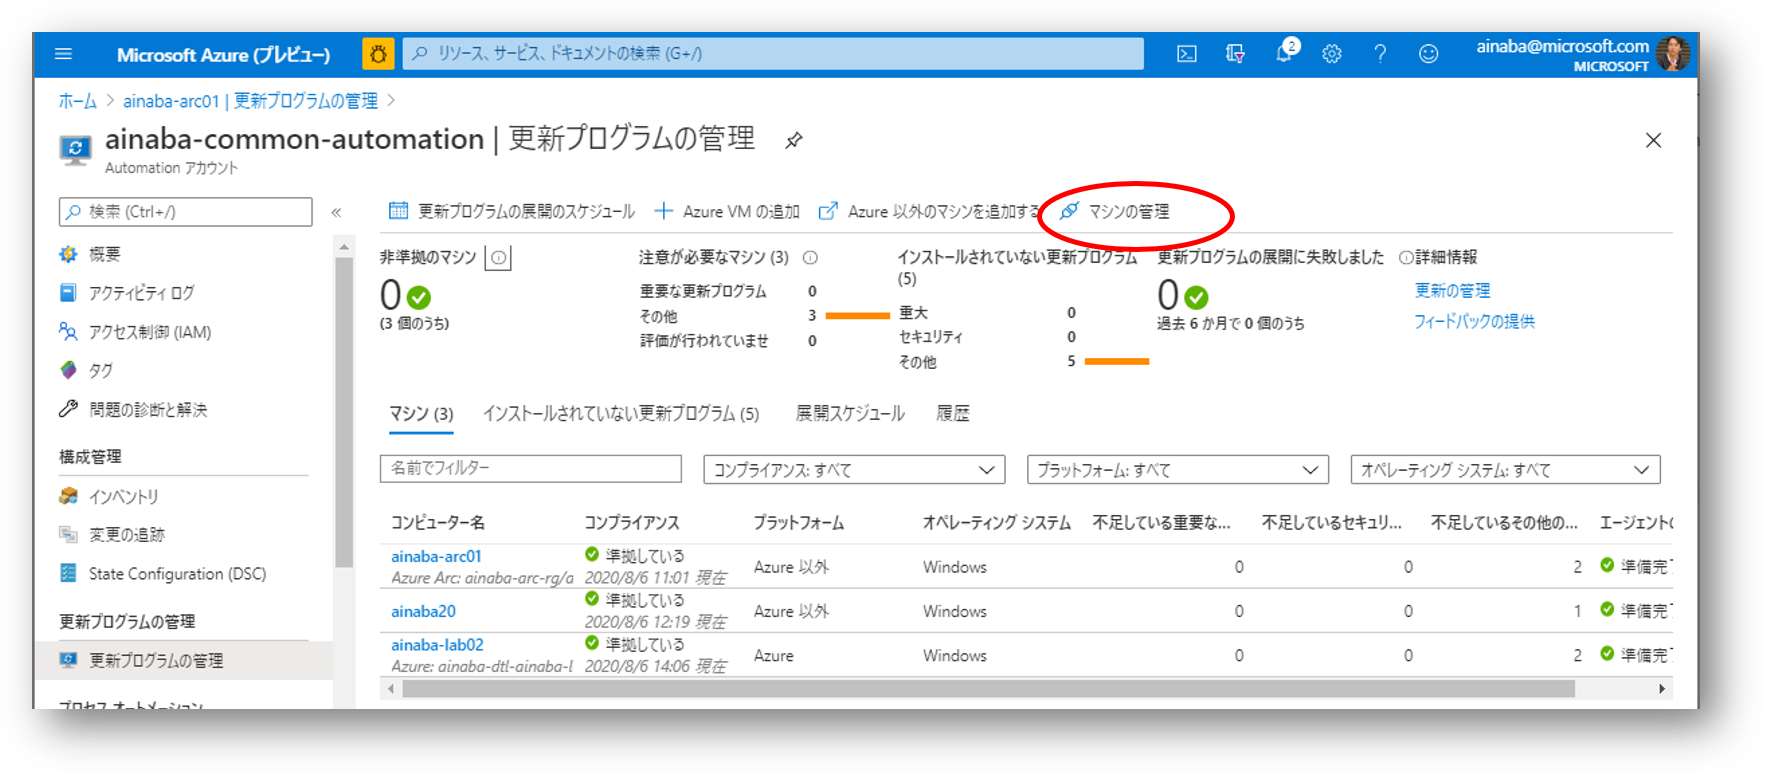 Microsoft Azure (プレビュー)
リソース、サービス、ドキュメントの検索 (G+/)
2
ainaba@microsoft.com
MICROSOFT
ホーム > ainaba-arc01 | 更新プログラムの管理 >
ainaba-common-automation | 更新プログラムの管理
Automation アカウント
検索 (Ctrl+/)
«
概要
アクティビティ ログ
アクセス制御 (IAM)
タグ
問題の診断と解決
構成管理
インベントリ
変更の追跡
State Configuration (DSC)
更新プログラムの管理
更新プログラムの管理
プロセス オートメーション
更新プログラムの展開のスケジュール
Azure VM の追加
Azure 以外のマシンを追加する
マシンの管理
非準拠のマシン
0
(3 個のうち)
注意が必要なマシン (3)
重要な更新プログラム 0
その他 3
評価が行われていませ 0
インストールされていない更新プログラム
(5)
重大 0
セキュリティ 0
その他 5
更新プログラムの展開に失敗しました
0
過去 6 か月で 0 個のうち
詳細情報
更新の管理
フィードバックの提供
マシン (3) インストールされていない更新プログラム (5) 展開スケジュール 履歴
名前でフィルター
コンプライアンス: すべて
プラットフォーム: すべて
オペレーティング システム: すべて
コンピューター名 コンプライアンス プラットフォーム オペレーティング システム 不足している重要な... 不足しているセキュリ... 不足しているその他の... エージェントの
ainaba-arc01 準拠している Azure 以外 Windows 0 0 2 準備完了
Azure Arc: ainaba-arc-rg/a 2020/8/6 11:01 現在
ainaba20 準拠している Azure 以外 Windows 0 0 1 準備完了
2020/8/6 12:19 現在
ainaba-lab02 準拠している Azure Windows 0 0 2 準備完了
Azure: ainaba-dtl-ainaba-l 2020/8/6 14:06 現在